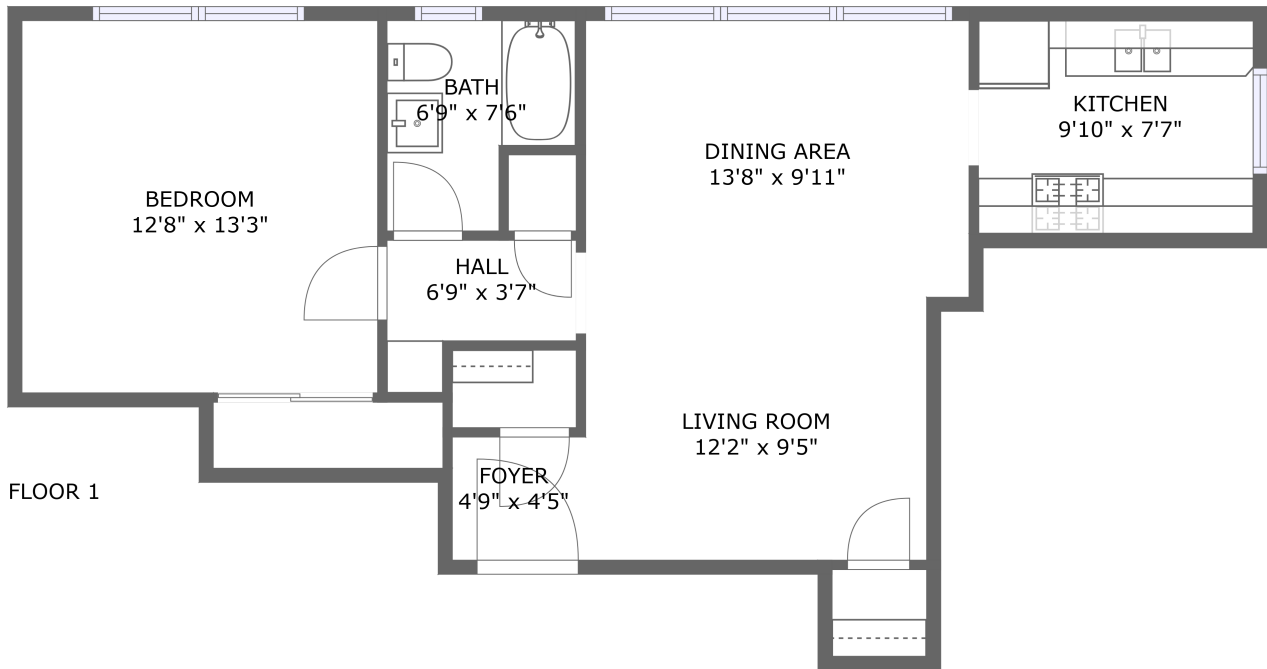 BATH
6'9" x 7'6"
KITCHEN
9'10" x 7'7"
DINING AREA
13'8" x 9'11"
BEDROOM
12'8" x 13'3"
HALL
6'9" x 3'7"
LIVING ROOM
12'2" x 9'5"
FOYER
4'9" x 4'5"
FLOOR 1